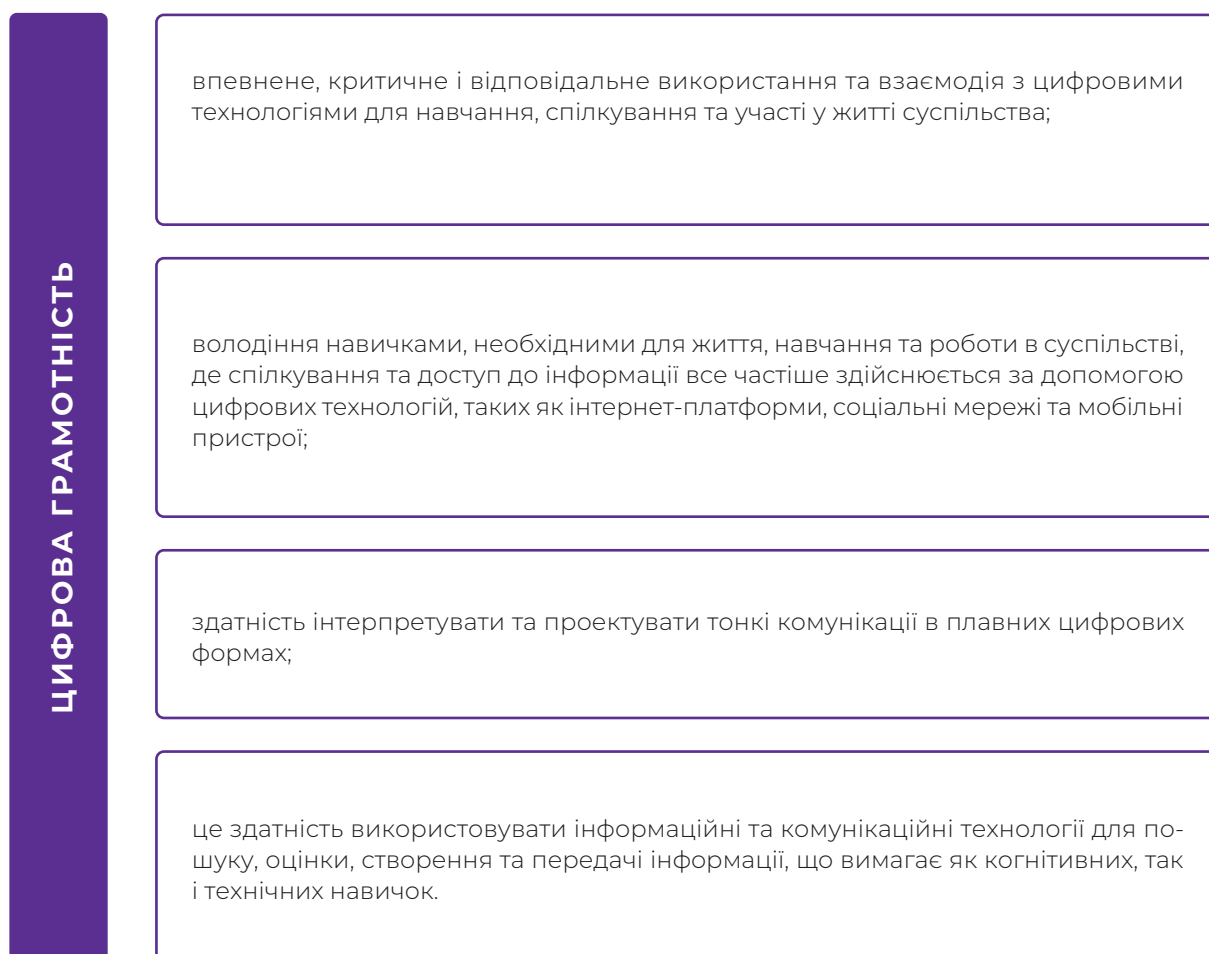 ЦИФРОВА ГРАМОТНІСТЬ
впевнене, критичне і відповідальне використання та взаємодія з цифровими
технологіями для навчання, спілкування та участі у житті суспільства;
володіння навичками, необхідними для життя, навчання та роботи в суспільстві,
де спілкування та доступ до інформації все частіше здійснюється за допомогою
цифрових технологій, таких як інтернет-платформи, соціальні мережі та мобільні
пристрої;
здатність інтерпретувати та проектувати тонкі комунікації в плавних цифрових
формах;
це здатність використовувати інформаційні та комунікаційні технології для по-
шуку, оцінки, створення та передачі інформації, що вимагає як когнітивних, так
і технічних навичок.